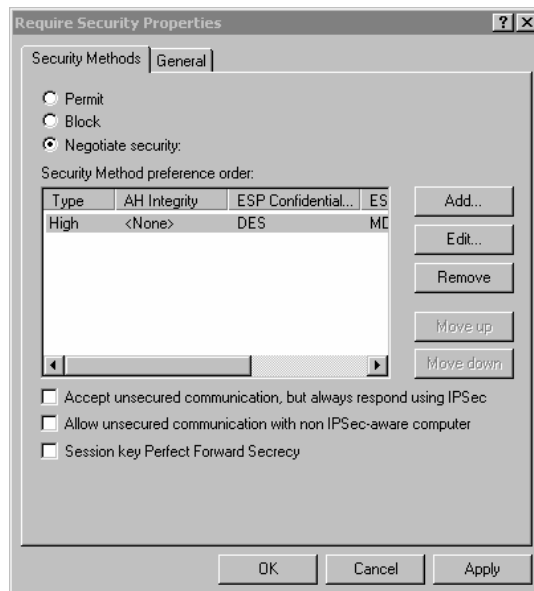 Require Security Properties
Security Methods General
Permit
Block
Negotiate security:
Security Method preference order:
Type AH Integrity ESP Confidential... ES
High <None> DES MD
Add...
Edit...
Remove
Move up
Move down
Accept unsecured communication, but always respond using IPSec
Allow unsecured communication with non IPSec-aware computer
Session key Perfect Forward Secrecy
OK Cancel Apply